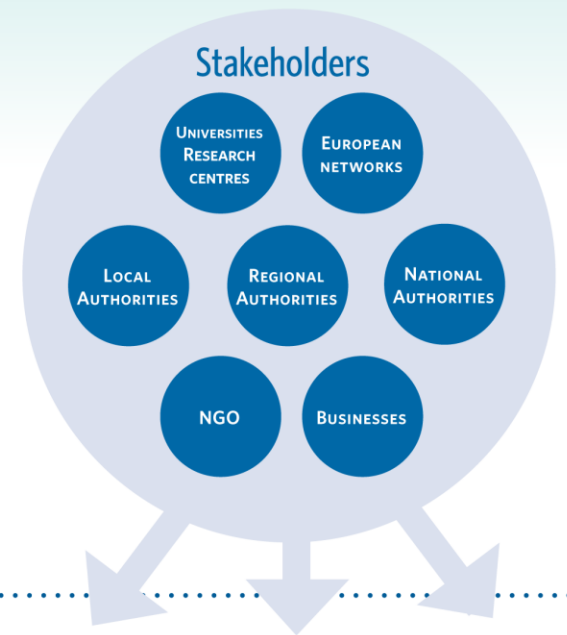 Stakeholders
Universities
Research
centres
European
networks
Local
Authorities
Regional
Authorities
National
Authorities
NGO
Businesses